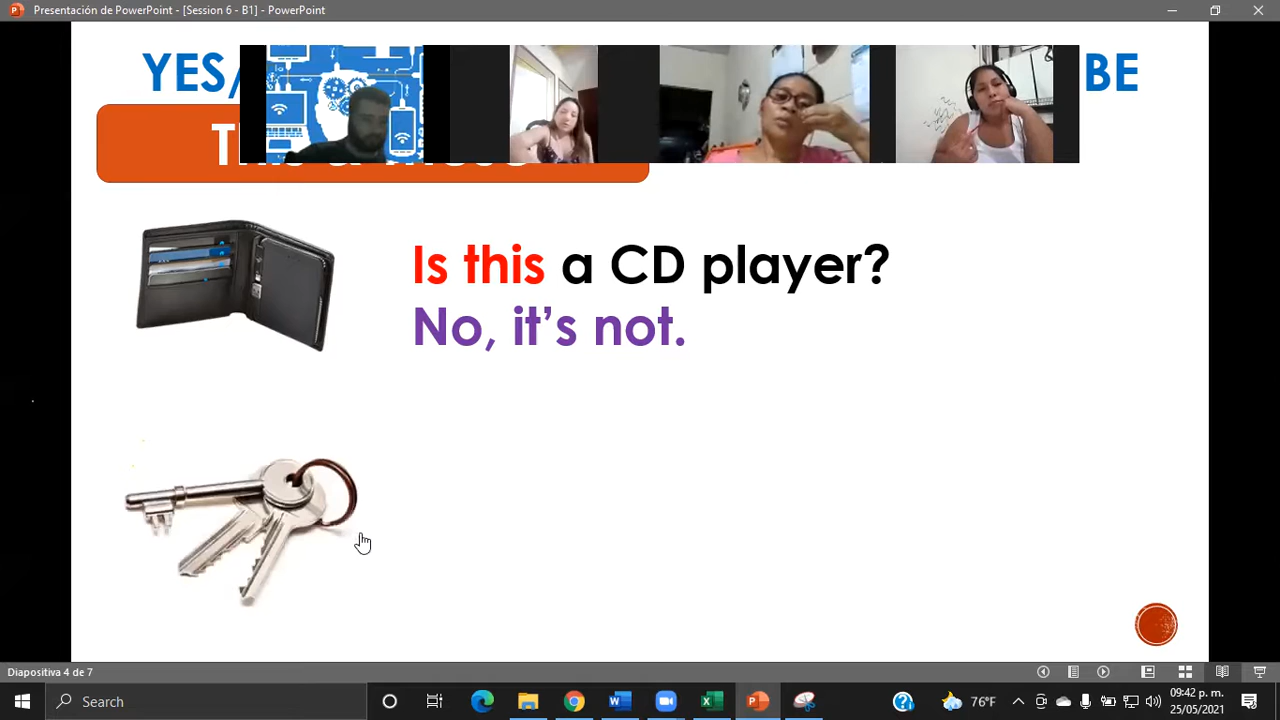 Presentación de PowerPoint - [Session 6 - B1] - PowerPoint
YES/ BE
Is this a CD player?
No, it's not.
Diapositiva 4 de 7
Search
76°F
09:42 p. m.
25/05/2021